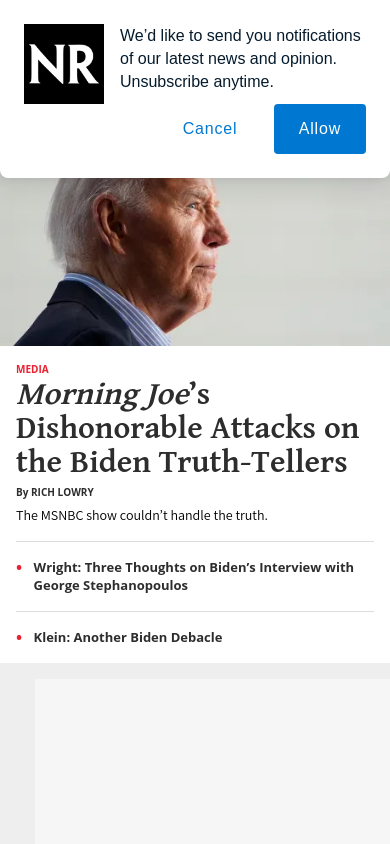 NR
We’d like to send you notifications
of our latest news and opinion.
Unsubscribe anytime.
Cancel
Allow
MEDIA
Morning Joe’s
Dishonorable Attacks on
the Biden Truth-Tellers
By RICH LOWRY
The MSNBC show couldn’t handle the truth.
• Wright: Three Thoughts on Biden’s Interview with
George Stephanopoulos
• Klein: Another Biden Debacle